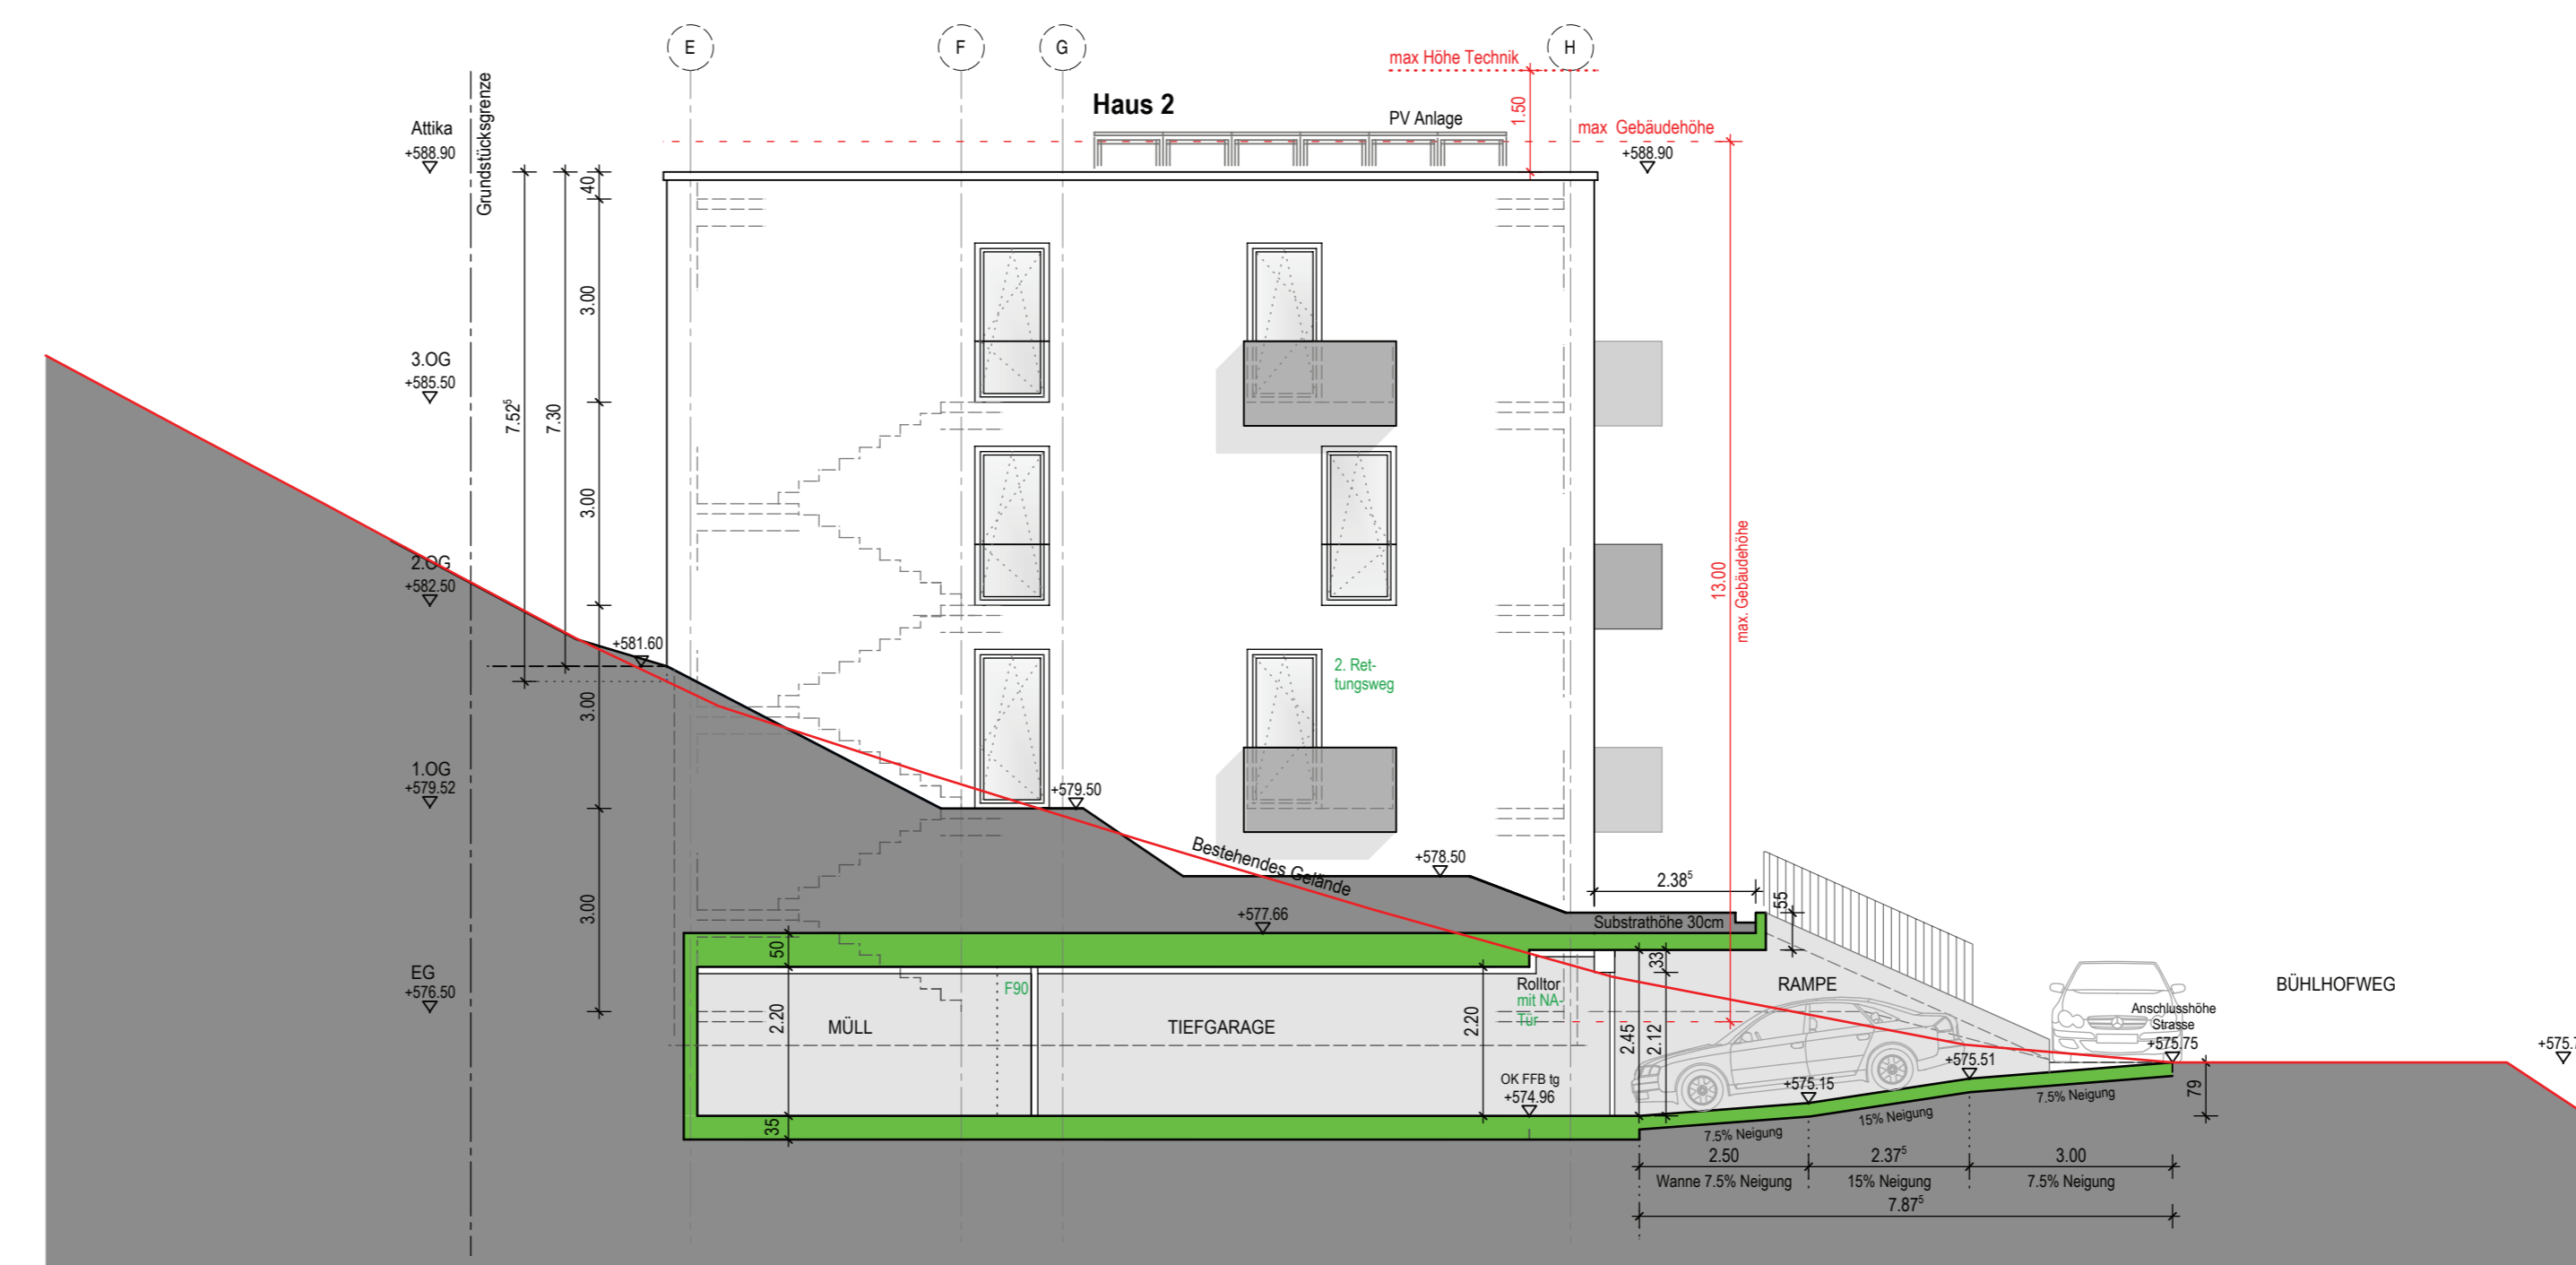 E
F
G
H
max Höhe Technik
Haus 2
1.50
PV Anlage
max Gebäudehöhe
+588.90
Attika
+588.90
Grundstücksgrenze
40
3.00
3.OG
+585.50
7.52⁵
7.30
3.00
2.OG
+582.50
13.00
max. Gebäudehöhe
+581.60
2. Ret-
tungsweg
3.00
1.OG
+579.52
+579.50
Bestehendes Gelände
+578.50
2.38⁵
55
3.00
+577.66
Substrathöhe 30cm
50
33
EG
+576.50
F90
Rolltor
mit NA-
Tür
RAMPE
BÜHLHOFWEG
MÜLL
TIEFGARAGE
2.20
2.20
2.45
2.12
Anschlusshöhe
Strasse
+575.75
+575.51
OK FFB tg
+574.96
+575.15
79
35
7.5% Neigung
15% Neigung
7.5% Neigung
2.50
2.37⁵
3.00
Wanne 7.5% Neigung
15% Neigung
7.5% Neigung
7.87⁵